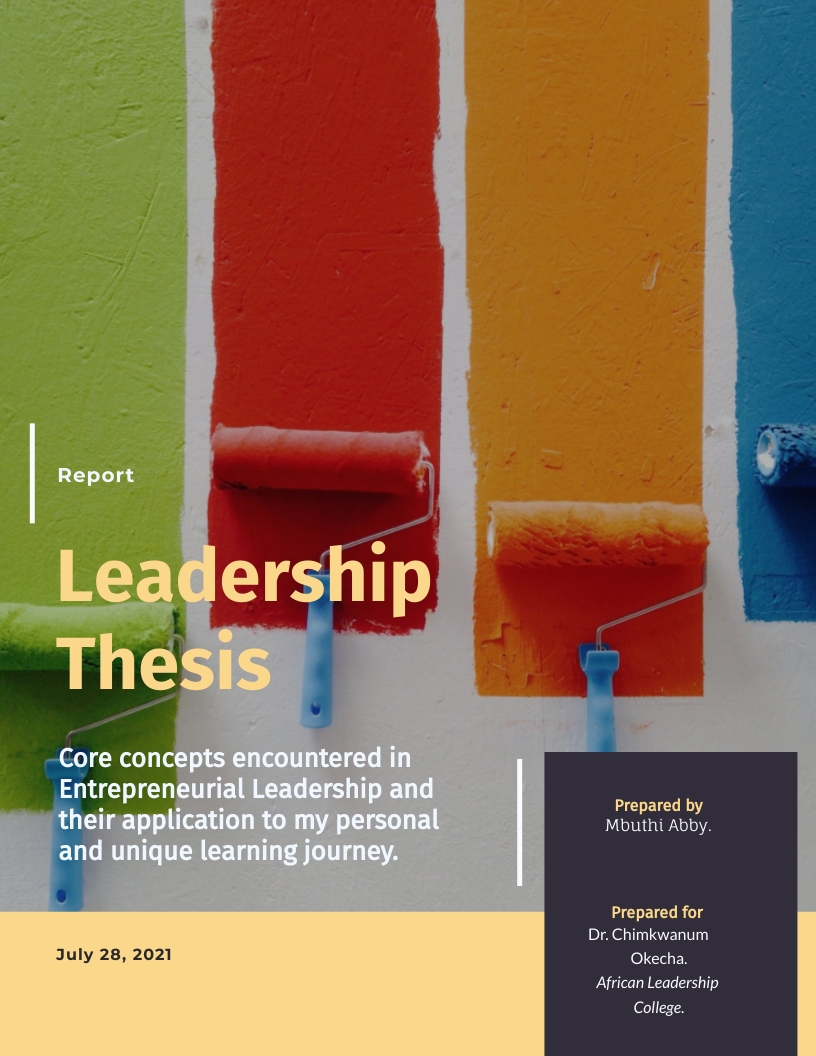 Report
Leadership
Thesis
Core concepts encountered in
Entrepreneurial Leadership and
their application to my personal
and unique learning journey.
Prepared by
Mbuthi Abby.
Prepared for
Dr. Chimkwanum
Okecha.
African Leadership
College.
July 28, 2021